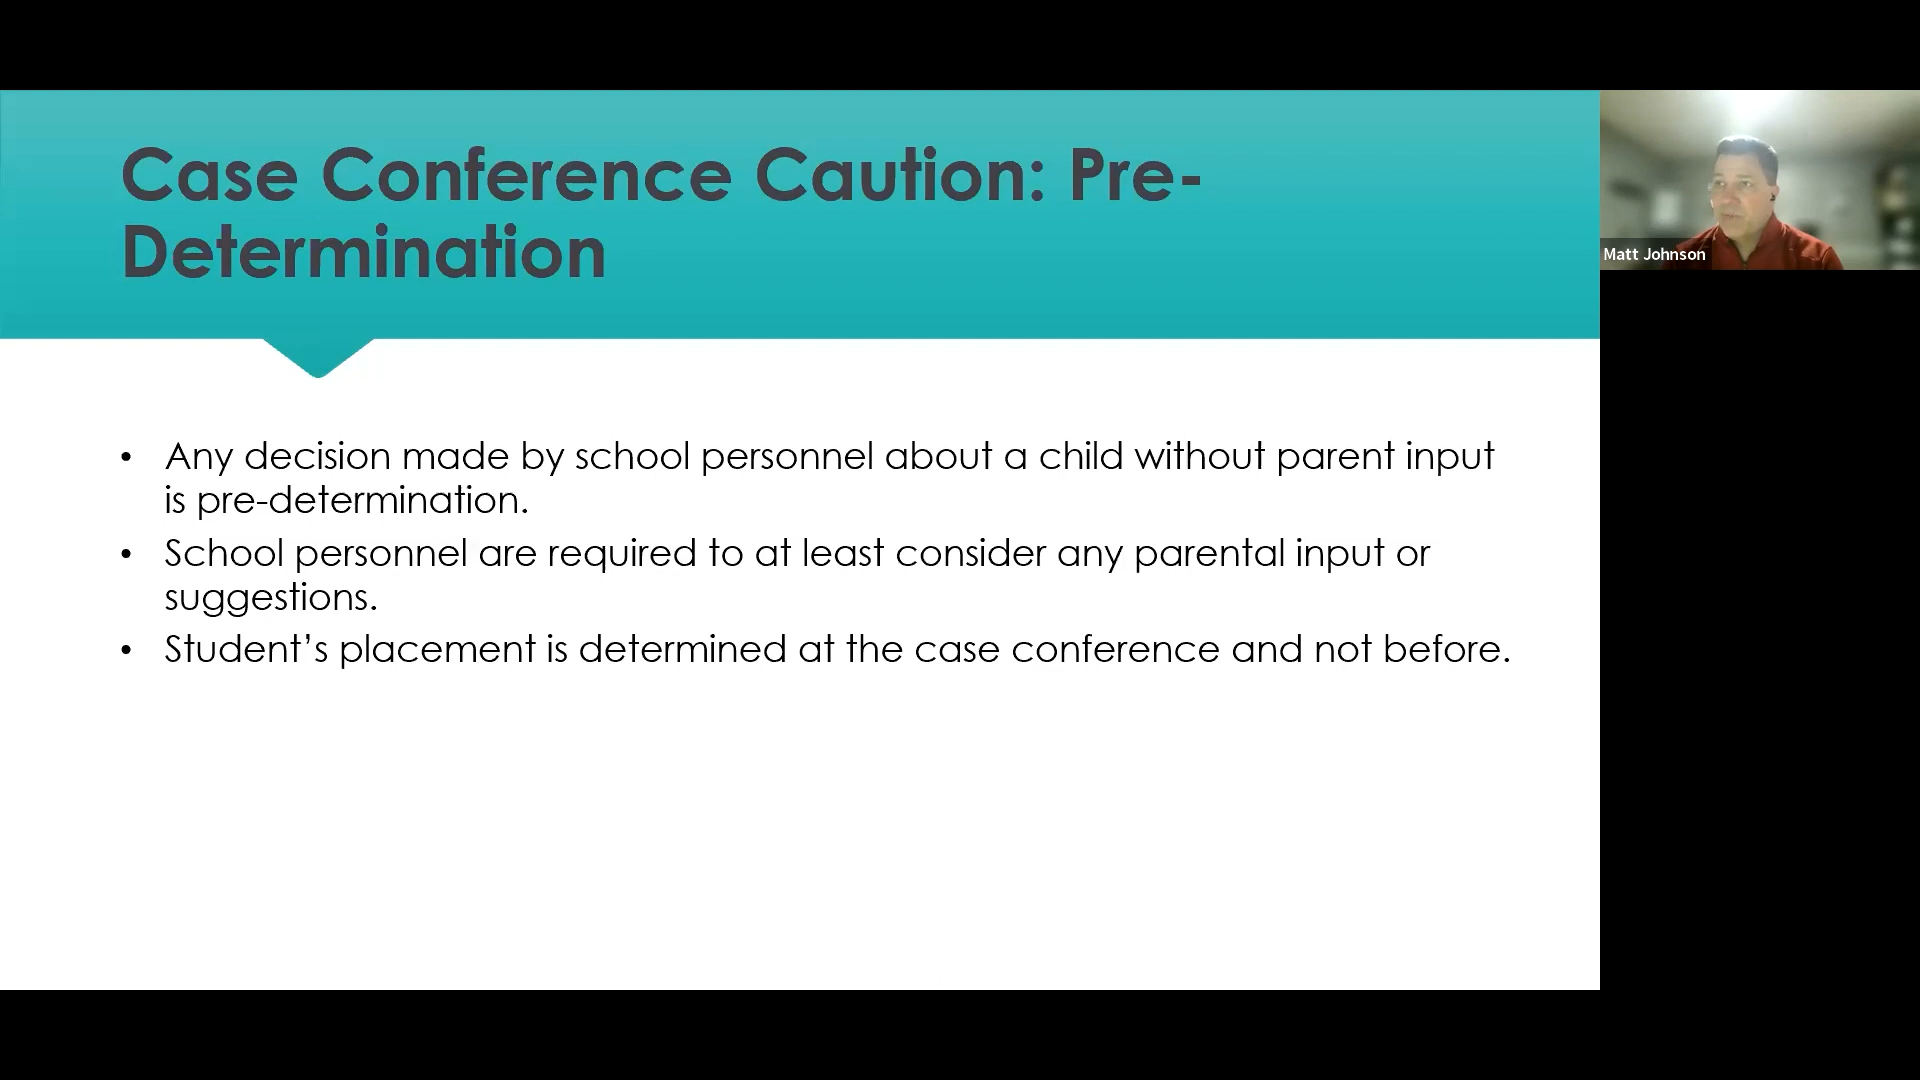 Case Conference Caution: Pre-
Determination
Matt Johnson
• Any decision made by school personnel about a child without parent input
is pre-determination.
• School personnel are required to at least consider any parental input or
suggestions.
• Student’s placement is determined at the case conference and not before.